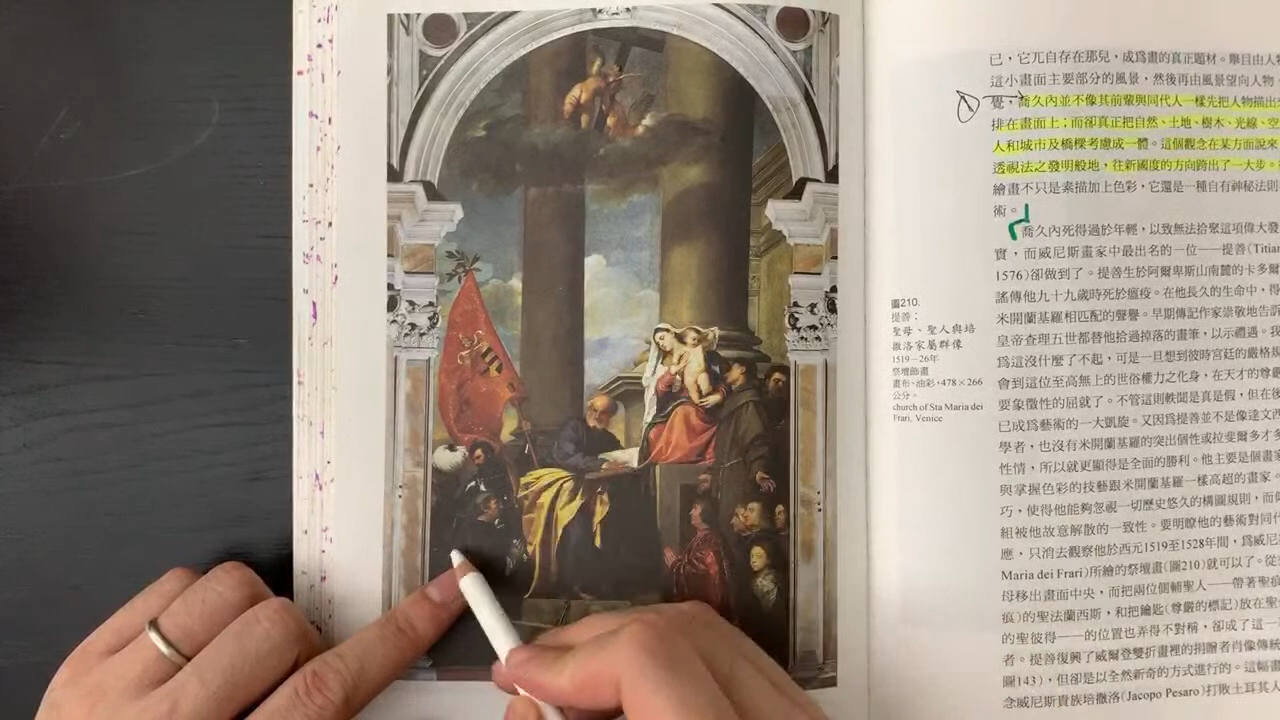 圖210.
提善：
聖母、聖人與培
撒洛家屬群像
1519－26年
祭壇飾畫
畫布、油彩，478×266
公分。
church of Sta Maria dei
Frari, Venice
已，它兀自存在那兒，成爲畫的真正題材。舉目由人
這小畫面主要部分的風景，然後再由風景望向人物
覺，喬久內並不像其前輩與同代人一樣先把人物描出
排在畫面上；而卻真正把自然、土地、樹木、光線、空
人和城市及橋樑考慮成一體。這個觀念在某方面說來
透視法之發明般地，往新國度的方向跨出了一大步。
繪畫不只是素描加上色彩，它還是一種自有神秘法則
術。
喬久內死得過於年輕，以致無法拾聚這項偉大發
實，而威尼斯畫家中最出名的一位——提善(Titian
1576)卻做到了。提善生於阿爾卑斯山南麓的卡多爾
謠傳他九十九歲時死於瘟疫。在他長久的生命中，得
米開蘭基羅相匹配的聲譽。早期傳記作家崇敬地告訴
皇帝查理五世都替他拾過掉落的畫筆，以示禮遇。我
爲這沒什麼了不起，可是一旦想到彼時宮廷的嚴格
會到這位至高無上的世俗權力之化身，在天才的尊嚴
要象徵性的屈就了。不管這則軼聞是真是假，但在後
已成爲藝術的一大凱旋。又因爲提善並不是像達文西
學者，也沒有米開蘭基羅的突出個性或拉斐爾多才
性情，所以就更顯得是全面的勝利。他主要是個畫家
與掌握色彩的技藝跟米開蘭基羅一樣高超的畫家。
巧，使得他能夠忽視一切歷史悠久的構圖規則，而
組被他故意解散的一致性。要明瞭他的藝術對同代
應，只消去觀察他於西元1519至1528年間，爲威尼
Maria dei Frari)所繪的祭壇畫(圖210)就可以了。從
母移出畫面中央，而把兩位個輔聖人——帶著聖
痕)的聖法蘭西斯，和把鑰匙(尊嚴的標記)放在聖
的聖彼得——的位置也弄得不對稱，卻成了這一
者。提善復興了威爾登雙折畫裡的捐贈者肖像傳統
圖143)，但卻是以全然新奇的方式進行的。這幅畫
念威尼斯貴族培撒洛(Jacopo Pesaro)打敗土耳其人